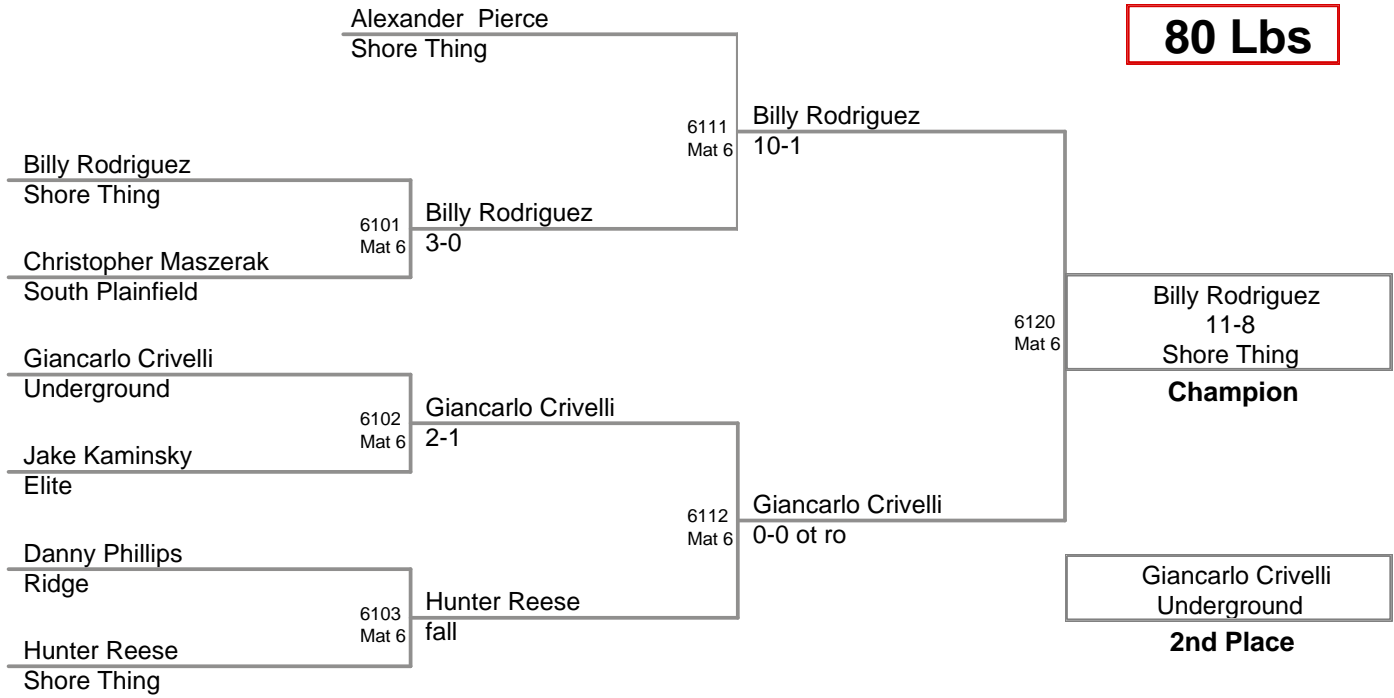 Alexander Pierce
Shore Thing
80 Lbs
6111
Mat 6
Billy Rodriguez
10-1
Billy Rodriguez
Shore Thing
6101
Mat 6
Billy Rodriguez
3-0
Christopher Maszerak
South Plainfield
6120
Mat 6
Billy Rodriguez
11-8
Shore Thing
Champion
Giancarlo Crivelli
Underground
6102
Mat 6
Giancarlo Crivelli
2-1
Jake Kaminsky
Elite
6112
Mat 6
Giancarlo Crivelli
0-0 ot ro
Danny Phillips
Ridge
6103
Mat 6
Hunter Reese
fall
Hunter Reese
Shore Thing
Giancarlo Crivelli
Underground
2nd Place